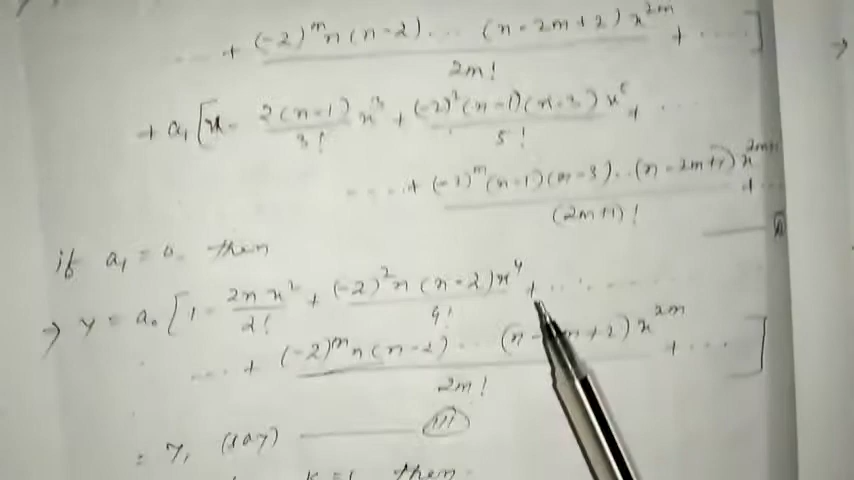 .... + (-2)^m n(n-2) ... (n-2m+2) x^{2m} / 2m! + ....]
+ a₁ [x - 2(n-1)/3! x³ + (-2)²(n-1)(n-3)/5! x⁵ + ....
.... + (-2)^m (n-1)(n-3)...(n-2m+1) x^{2m+1} / (2m+1)! + ...
if a₁ = 0 then
⇒ y = a₀ [1 - 2n x²/2! + (-2)² n(n-2) x⁴/4! + ........
.... + (-2)^m n(n-2) ... (n-2m+2) x^{2m} / 2m! + ....]
= y, (say) ——— (III)
k=1 then